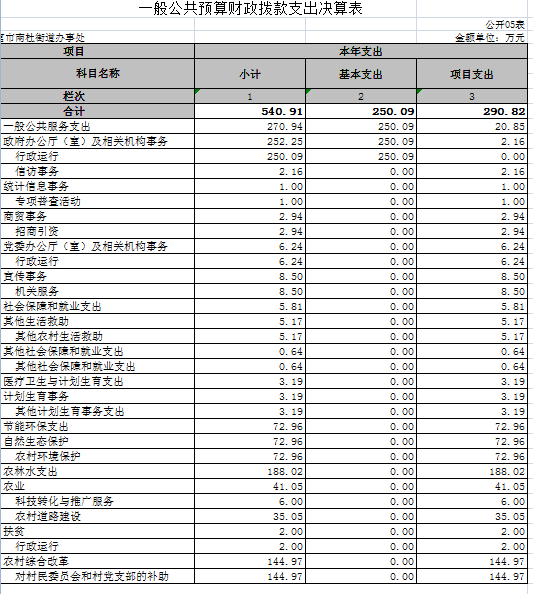 一般公共预算财政拨款支出决算表
公开05表
市南杜街道办事处 金额单位：万元
项目 本年支出
科目名称 小计 基本支出 项目支出
栏次 1 2 3
合计 540.91 250.09 290.82
一般公共服务支出 270.94 250.09 20.85
政府办公厅（室）及相关机构事务 252.25 250.09 2.16
行政运行 250.09 250.09 0.00
信访事务 2.16 0.00 2.16
统计信息事务 1.00 0.00 1.00
专项普查活动 1.00 0.00 1.00
商贸事务 2.94 0.00 2.94
招商引资 2.94 0.00 2.94
党委办公厅（室）及相关机构事务 6.24 0.00 6.24
行政运行 6.24 0.00 6.24
宣传事务 8.50 0.00 8.50
机关服务 8.50 0.00 8.50
社会保障和就业支出 5.81 0.00 5.81
其他生活救助 5.17 0.00 5.17
其他农村生活救助 5.17 0.00 5.17
其他社会保障和就业支出 0.64 0.00 0.64
其他社会保障和就业支出 0.64 0.00 0.64
医疗卫生与计划生育支出 3.19 0.00 3.19
计划生育事务 3.19 0.00 3.19
其他计划生育事务支出 3.19 0.00 3.19
节能环保支出 72.96 0.00 72.96
自然生态保护 72.96 0.00 72.96
农村环境保护 72.96 0.00 72.96
农林水支出 188.02 0.00 188.02
农业 41.05 0.00 41.05
科技转化与推广服务 6.00 0.00 6.00
农村道路建设 35.05 0.00 35.05
扶贫 2.00 0.00 2.00
行政运行 2.00 0.00 2.00
农村综合改革 144.97 0.00 144.97
对村民委员会和村党支部的补助 144.97 0.00 144.97